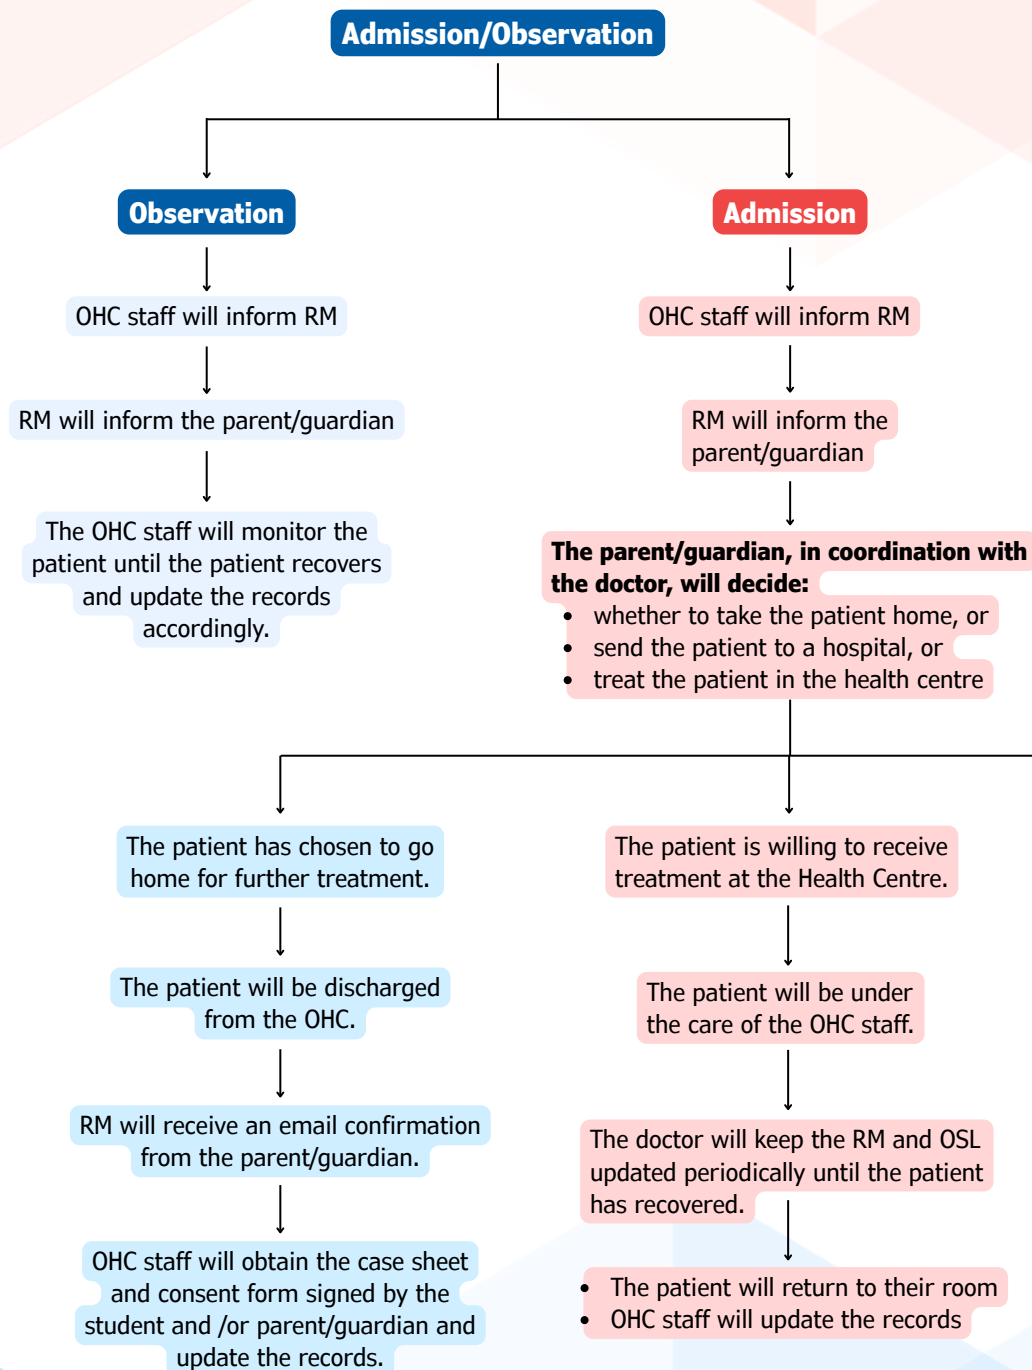 Admission/Observation
Observation
OHC staff will inform RM
RM will inform the parent/guardian
The OHC staff will monitor the
patient until the patient recovers
and update the records
accordingly.
Admission
OHC staff will inform RM
RM will inform the
parent/guardian
The parent/guardian, in coordination with
the doctor, will decide:
• whether to take the patient home, or
• send the patient to a hospital, or
• treat the patient in the health centre
The patient has chosen to go
home for further treatment.
The patient will be discharged
from the OHC.
RM will receive an email confirmation
from the parent/guardian.
OHC staff will obtain the case sheet
and consent form signed by the
student and /or parent/guardian and
update the records.
The patient is willing to receive
treatment at the Health Centre.
The patient will be under
the care of the OHC staff.
The doctor will keep the RM and OSL
updated periodically until the patient
has recovered.
• The patient will return to their room
• OHC staff will update the records